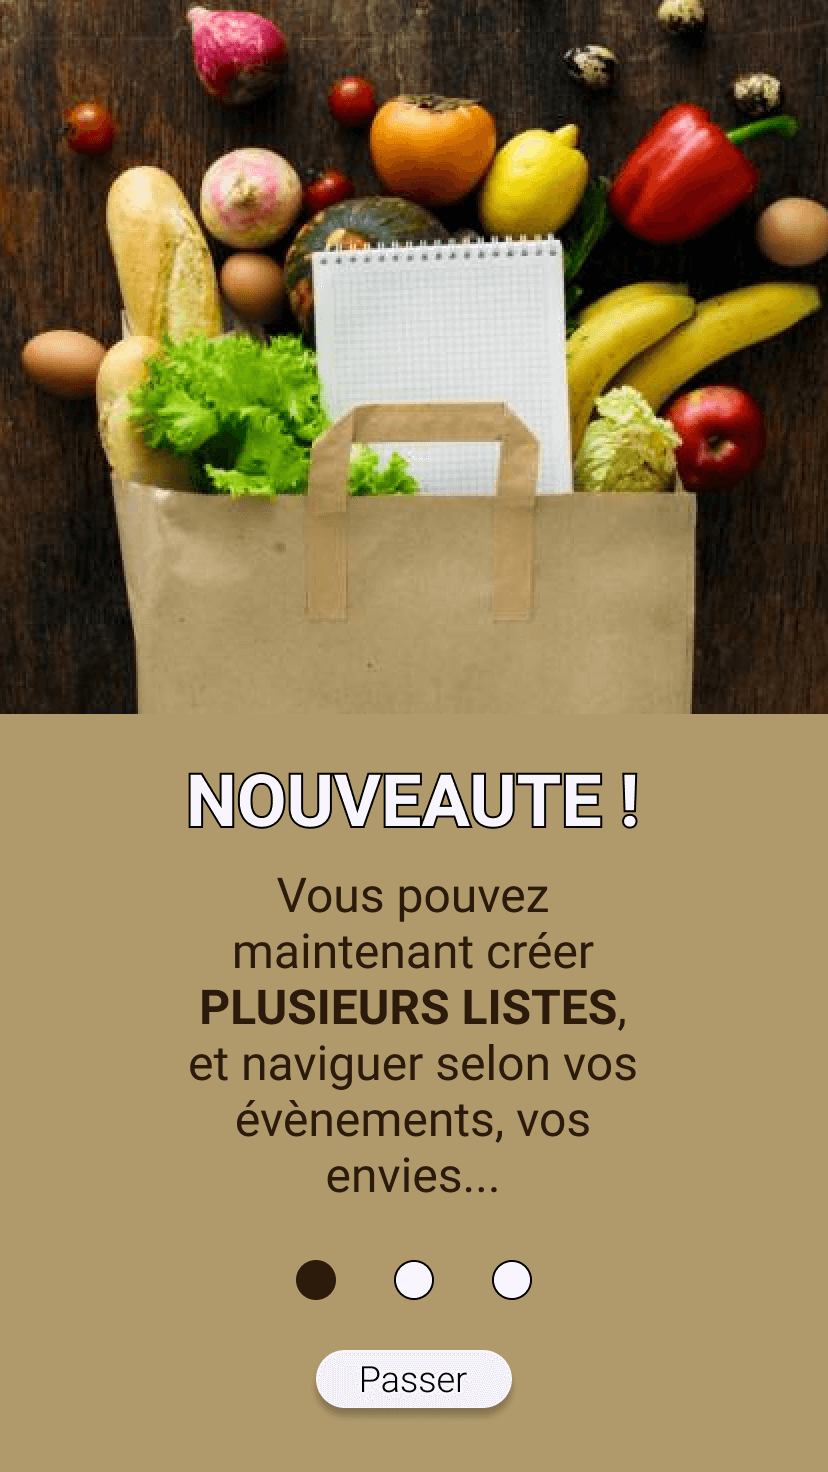 NOUVEAUTE !
Vous pouvez
maintenant créer
PLUSIEURS LISTES,
et naviguer selon vos
évènements, vos
envies...
Passer